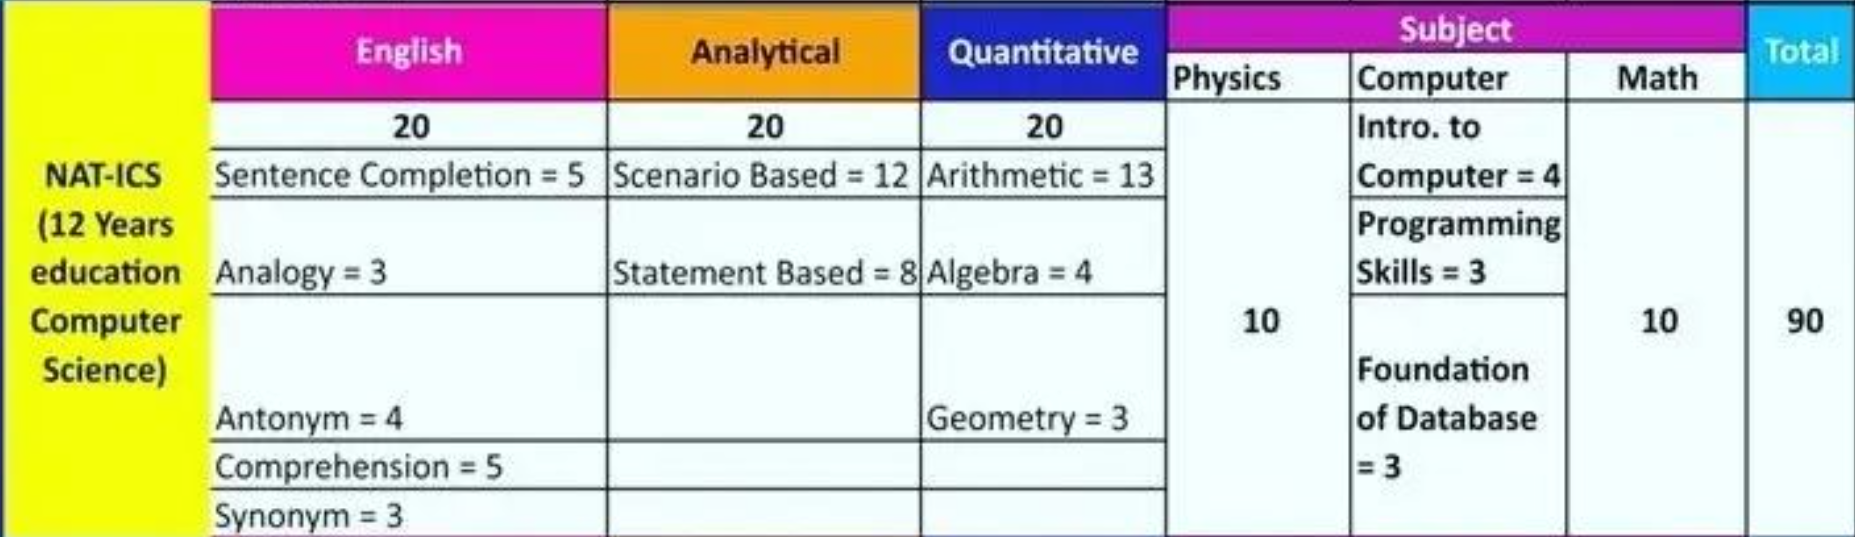 English
Analytical
Quantitative
Subject
Total
Physics
Computer
Math
NAT-ICS
(12 Years
education
Computer
Science)
20
20
20
Intro. to
Computer = 4
Sentence Completion = 5
Scenario Based = 12
Arithmetic = 13
Programming
Skills = 3
Analogy = 3
Statement Based = 8
Algebra = 4
10
10
90
Foundation
of Database
= 3
Antonym = 4
Geometry = 3
Comprehension = 5
Synonym = 3